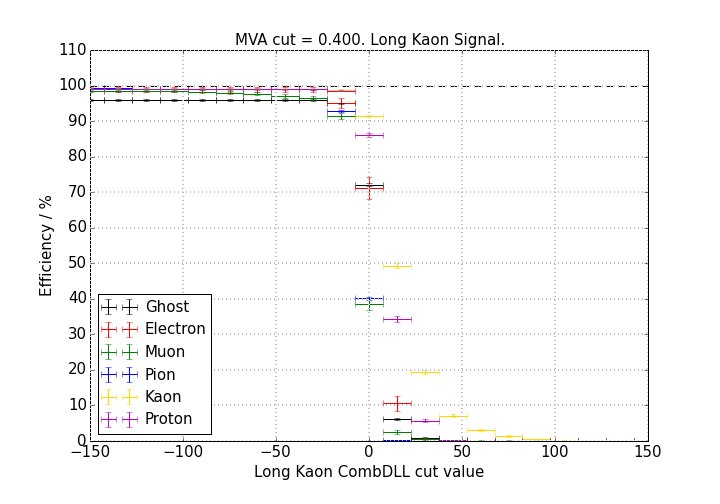 MVA cut = 0.400. Long Kaon Signal.
110
100
90
80
70
60
50
40
30
20
10
0
Efficiency / %
Ghost
Electron
Muon
Pion
Kaon
Proton
−150 −100 −50 0 50 100 150
Long Kaon CombDLL cut value